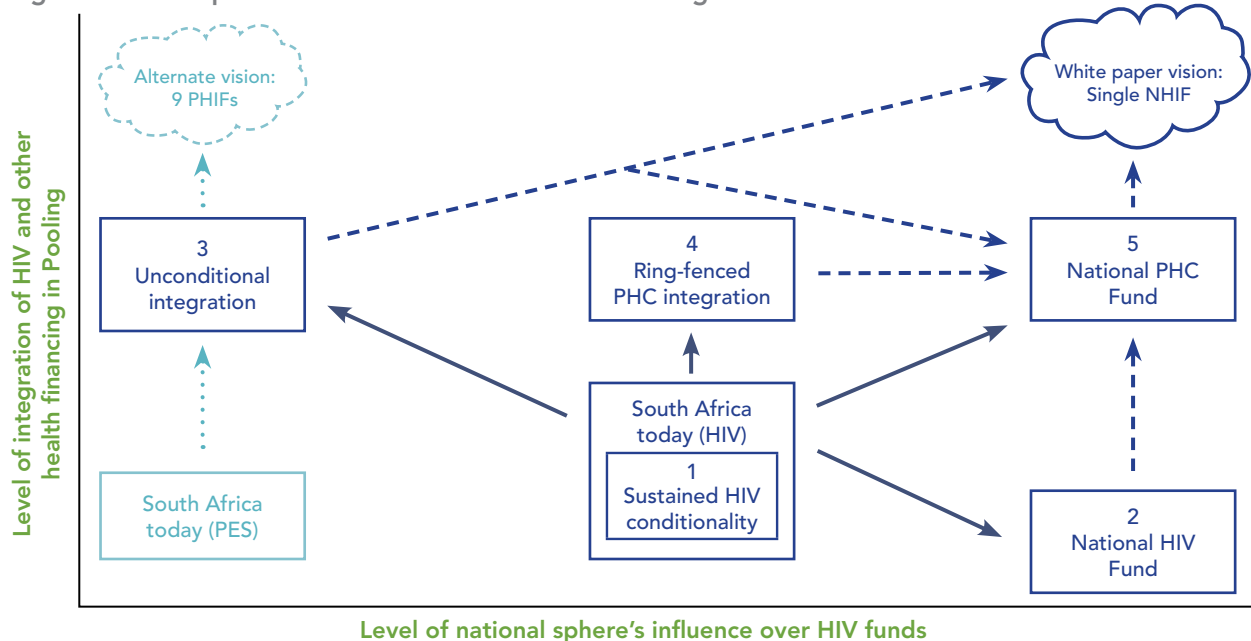 Level of integration of HIV and other
health financing in Pooling
Alternate vision:
9 PHIFs
White paper vision:
Single NHIF
3
Unconditional
integration
4
Ring-fenced
PHC integration
5
National PHC
Fund
South Africa
today (PES)
South Africa
today (HIV)
1
Sustained HIV
conditionality
2
National HIV
Fund
Level of national sphere's influence over HIV funds